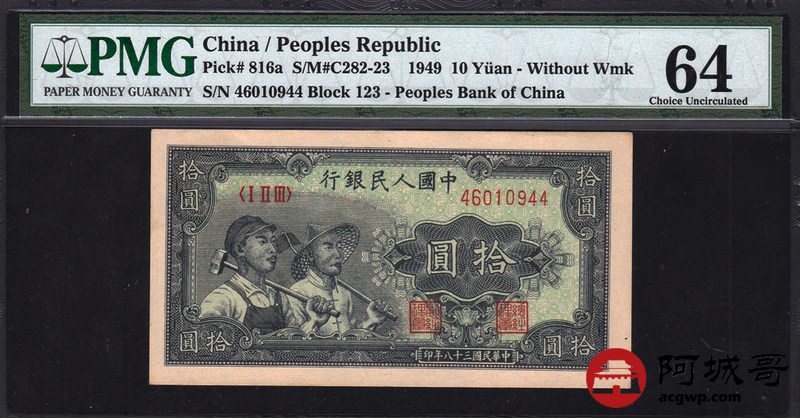 PMG
PAPER MONEY GUARANTY
China / Peoples Republic
Pick# 816a S/M#C282-23 1949 10 Yüan - Without Wmk
S/N 46010944 Block 123 - Peoples Bank of China
64
Choice Uncirculated
行銀民人國中
拾圓
拾圓
〈I II III〉
46010944
圓拾
拾圓
拾圓
印年八十三國民華中
阿城哥
acgwp.com